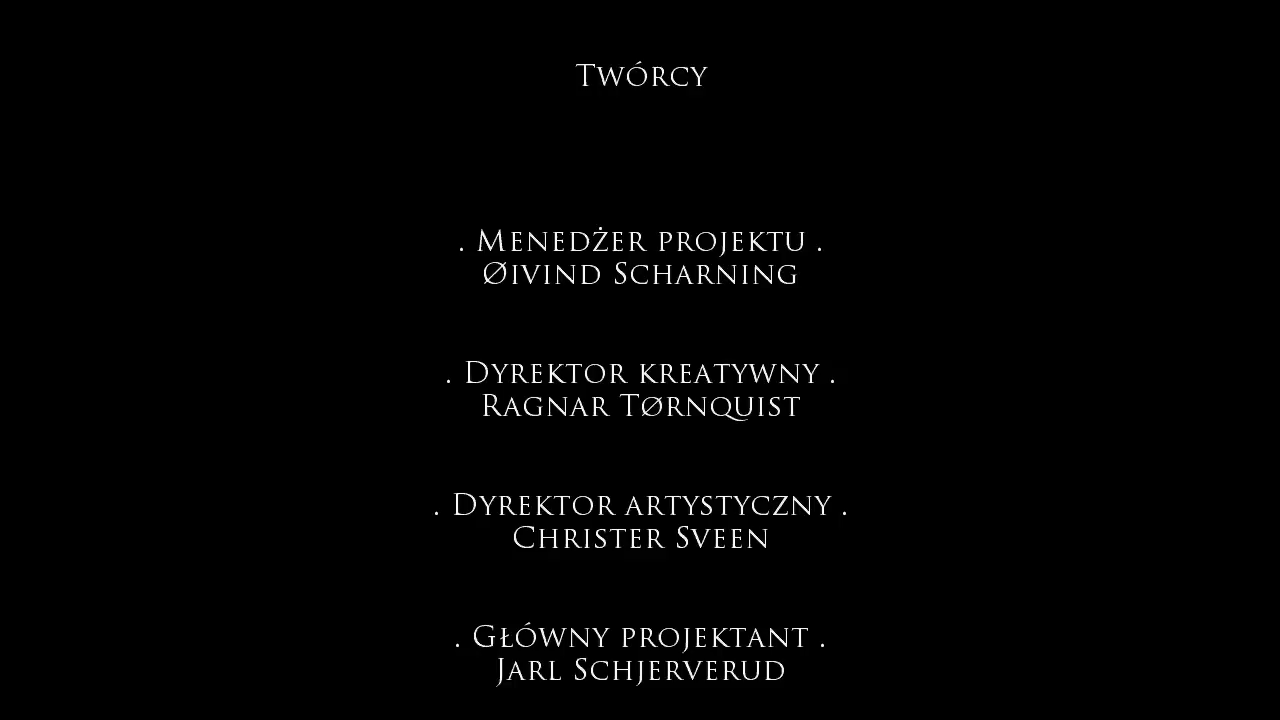 Twórcy
. Menedżer projektu .
Øivind Scharning
. Dyrektor kreatywny .
Ragnar Tørnquist
. Dyrektor artystyczny .
Christer Sveen
. Główny projektant .
Jarl Schjerverud